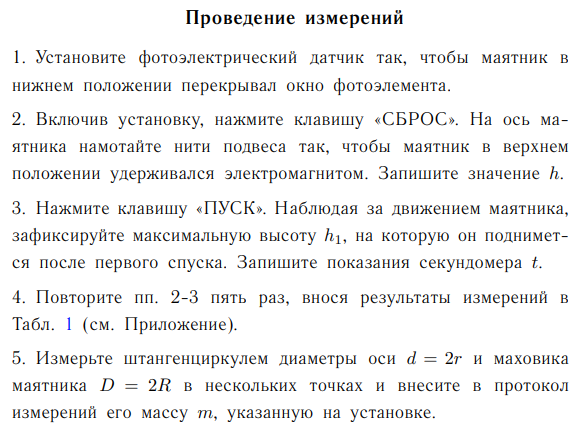 Проведение измерений
1. Установите фотоэлектрический датчик так, чтобы маятник в
нижнем положении перекрывал окно фотоэлемента.
2. Включив установку, нажмите клавишу «СБРОС». На ось ма-
ятника намотайте нити подвеса так, чтобы маятник в верхнем
положении удерживался электромагнитом. Запишите значение h.
3. Нажмите клавишу «ПУСК». Наблюдая за движением маятника,
зафиксируйте максимальную высоту h₁, на которую он поднимет-
ся после первого спуска. Запишите показания секундомера t.
4. Повторите пп. 2-3 пять раз, внося результаты измерений в
Табл. 1 (см. Приложение).
5. Измерьте штангенциркулем диаметры оси d = 2r и маховика
маятника D = 2R в нескольких точках и внесите в протокол
измерений его массу m, указанную на установке.